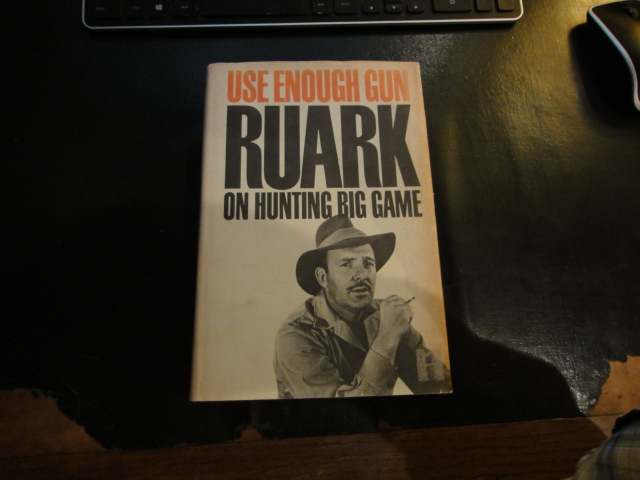 USE ENOUGH GUN
RUARK
ON HUNTING BIG GAME